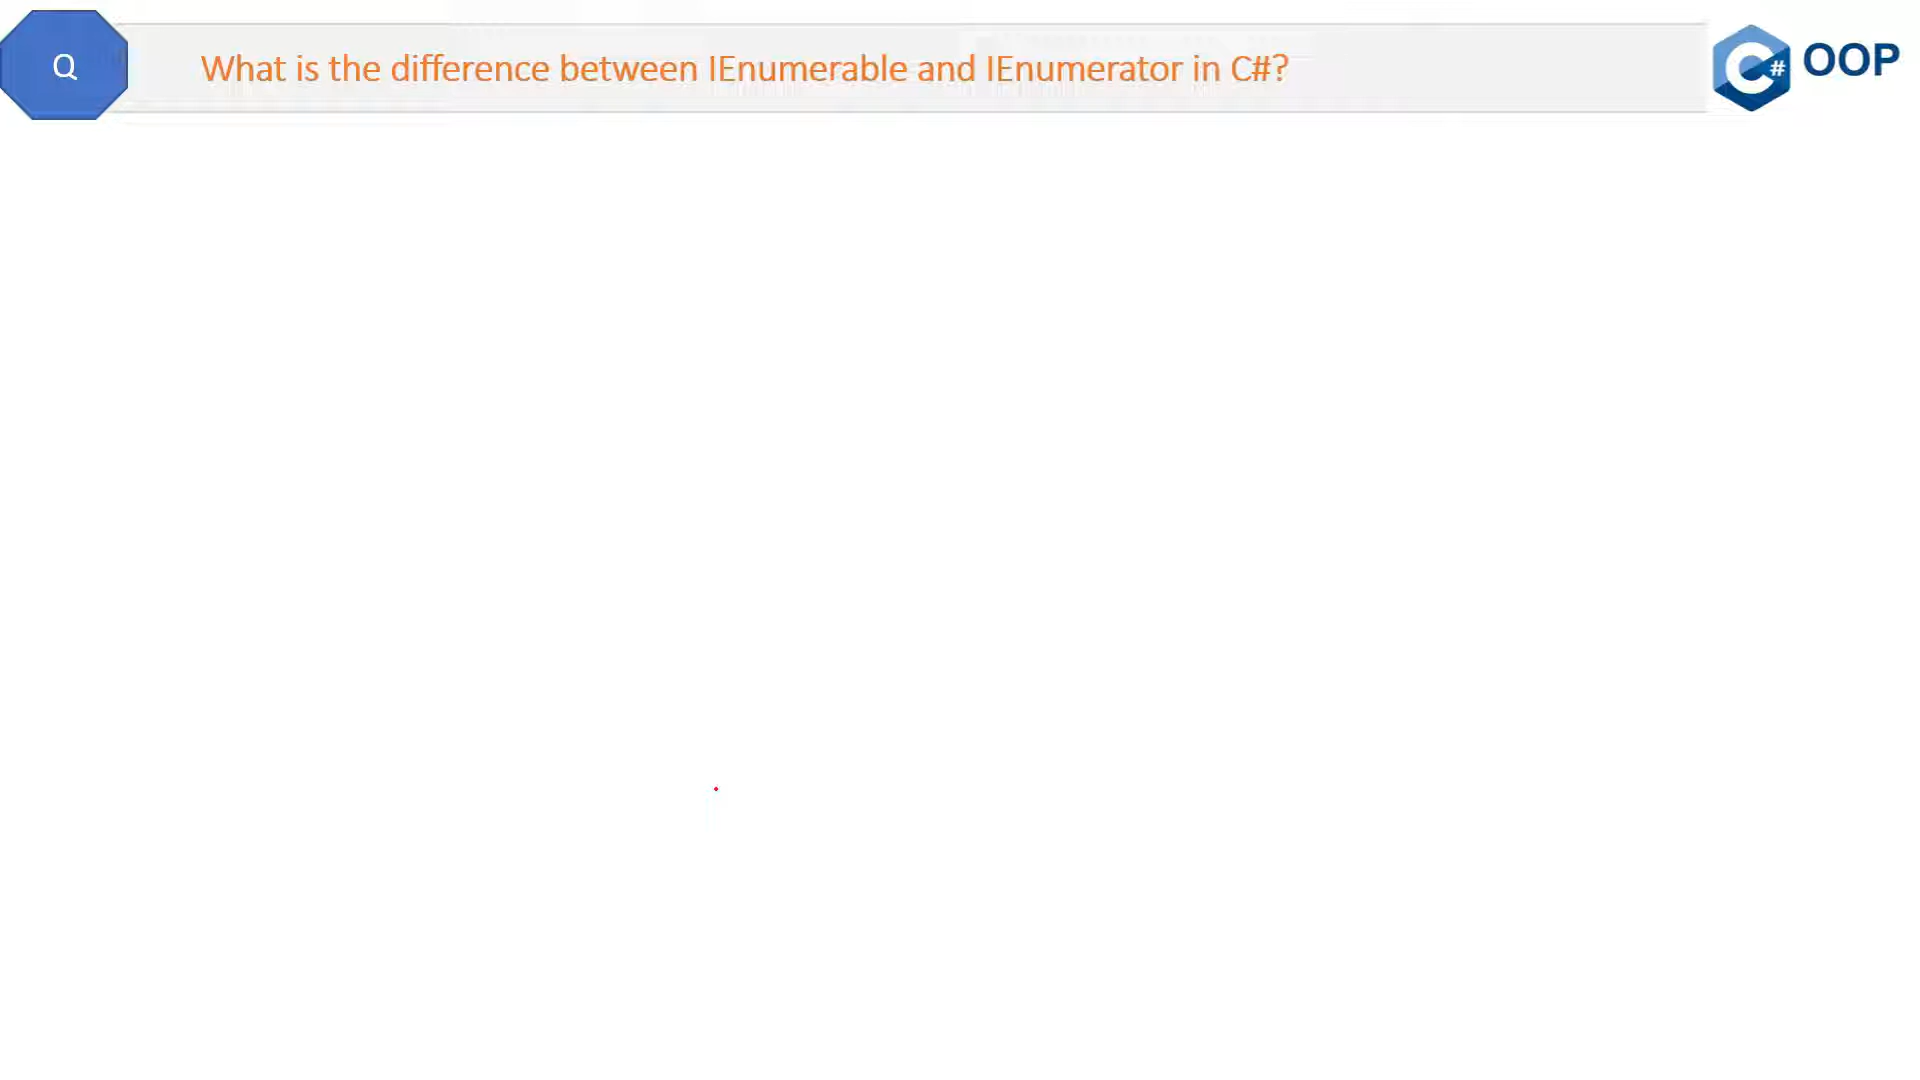 Q
What is the difference between IEnumerable and IEnumerator in C#?
C# OOP